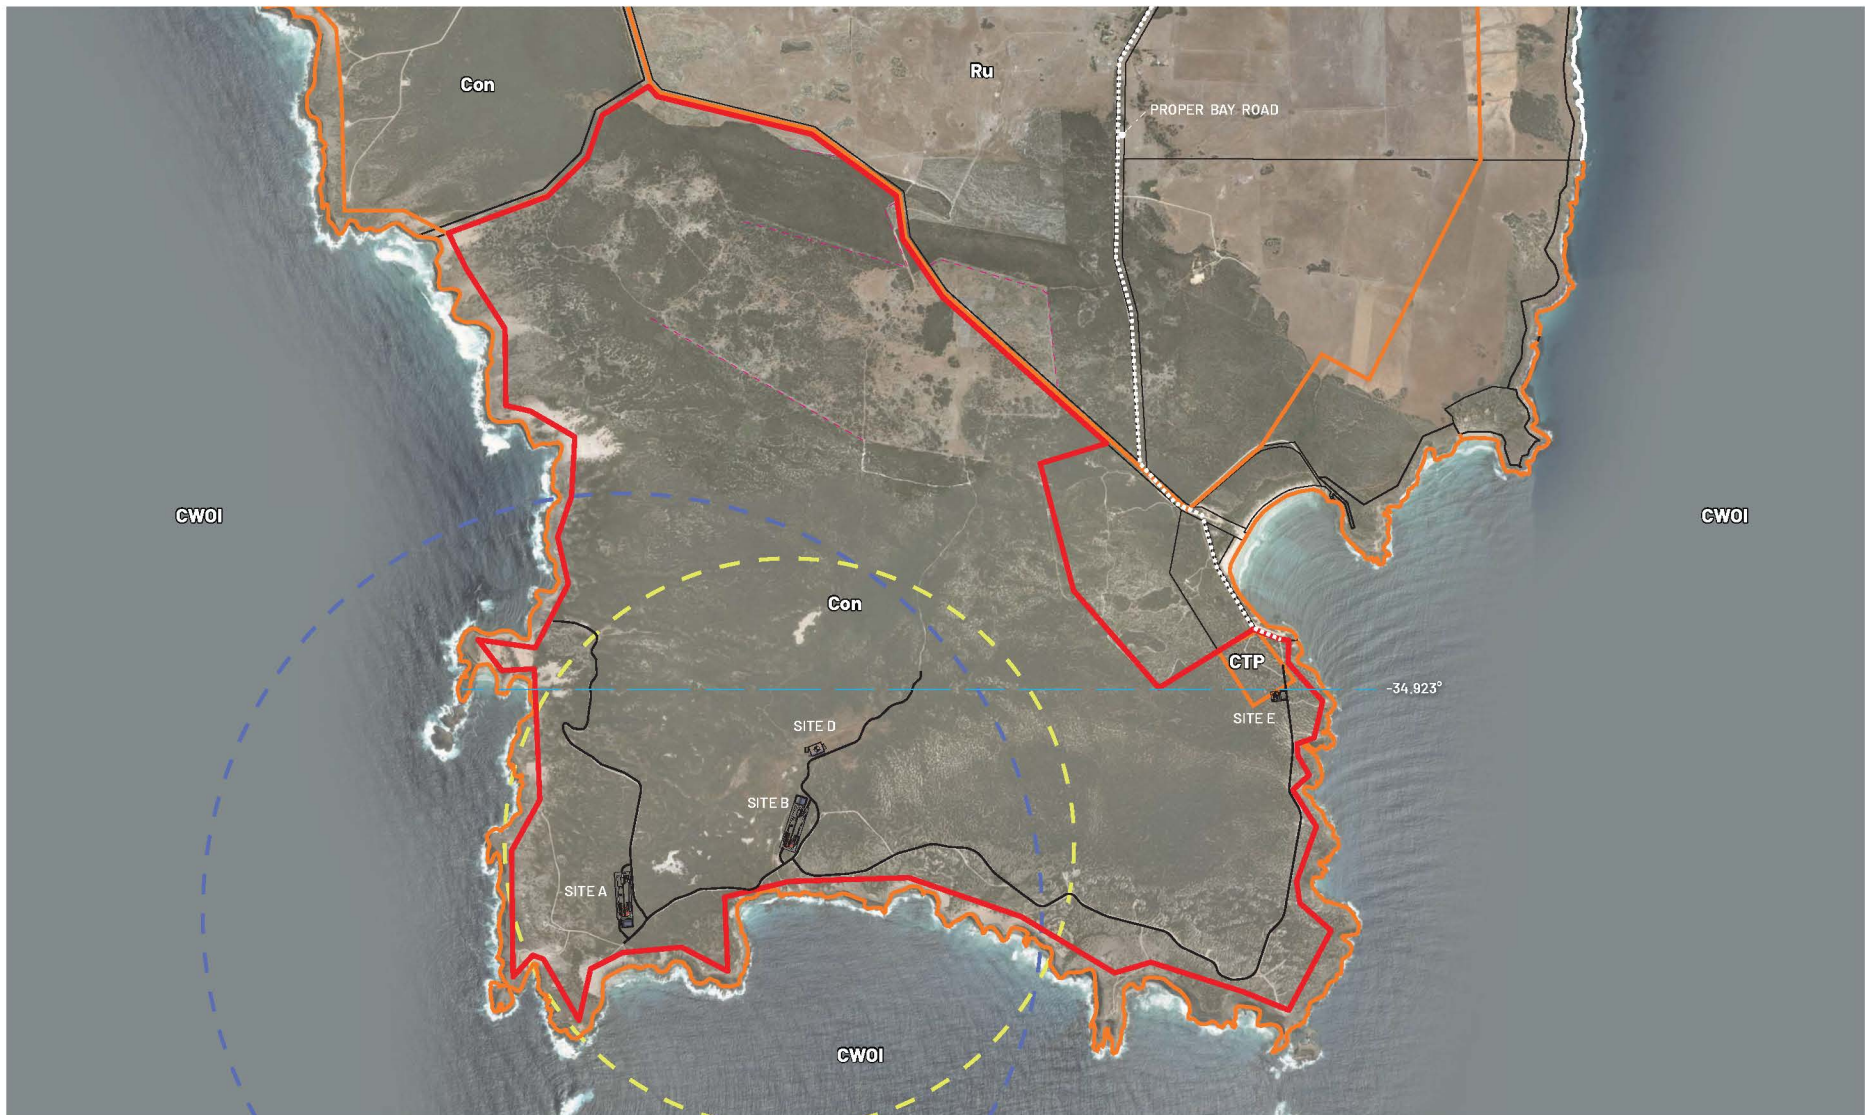 Con
Ru
PROPER BAY ROAD
CWOI
CWOI
Con
CTP
-34.923°
SITE E
SITE D
SITE B
SITE A
CWOI